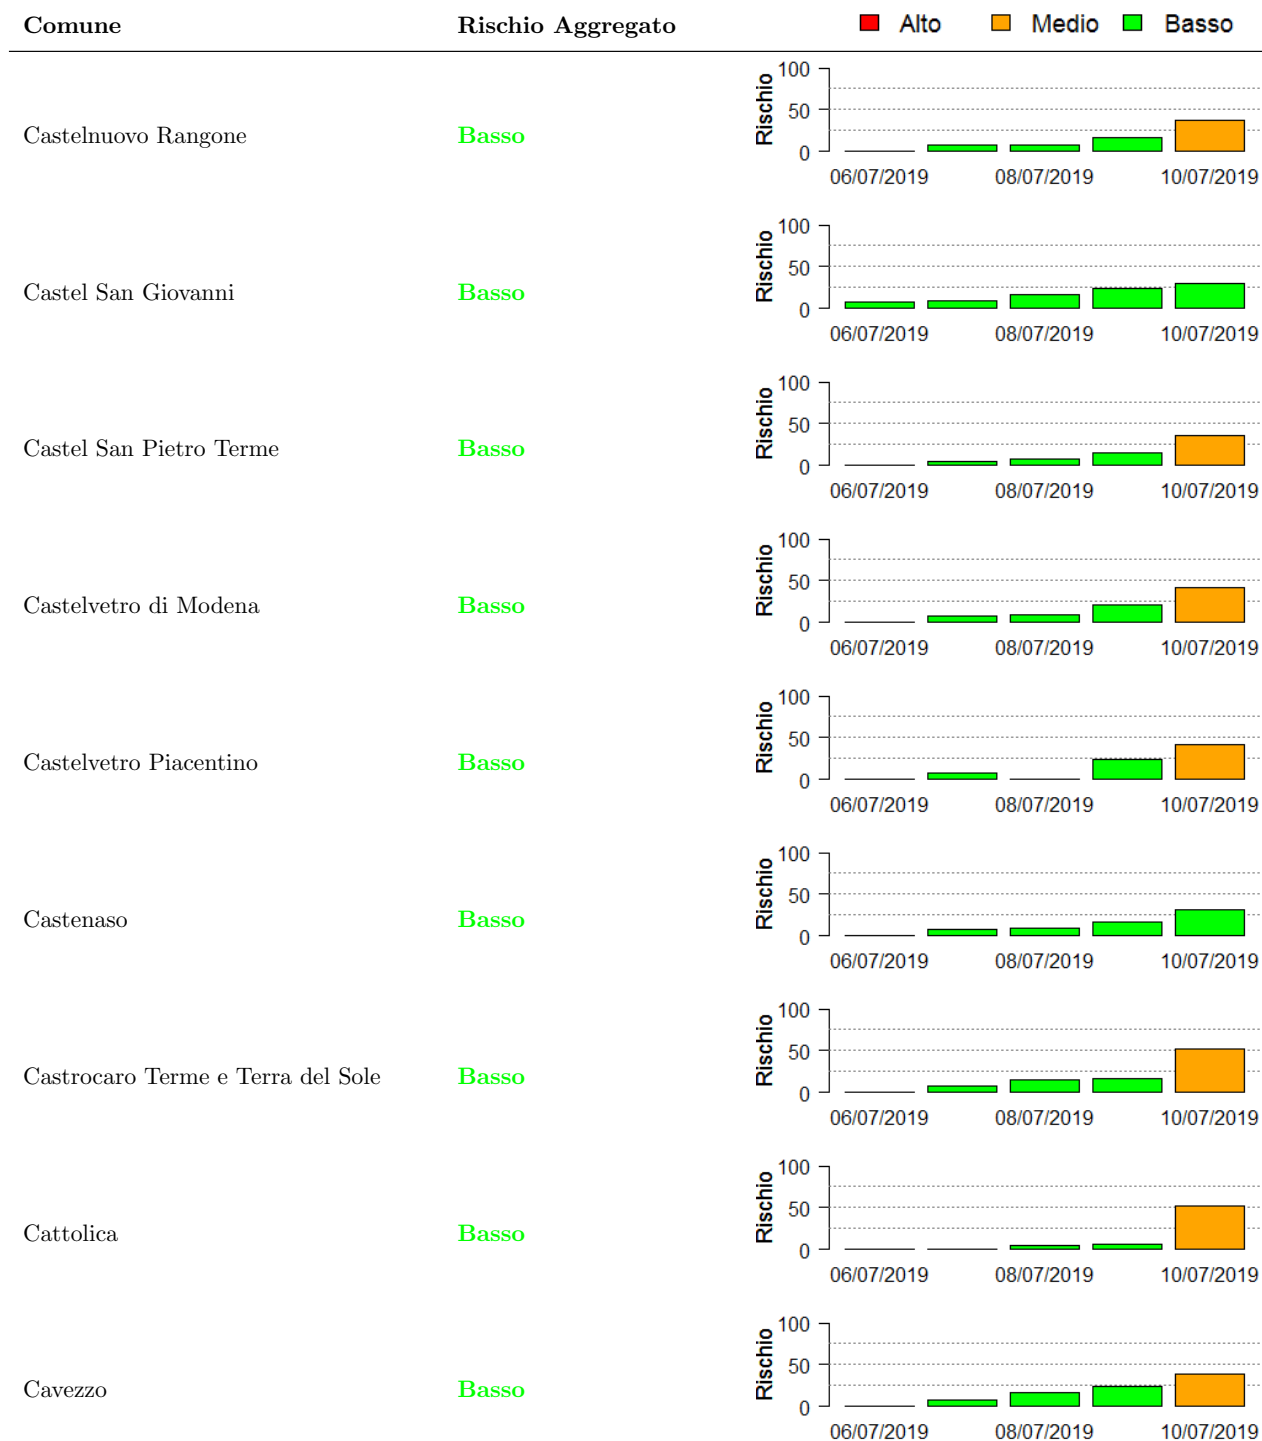 Comune Rischio Aggregato Alto Medio Basso
Castelnuovo Rangone Basso
Rischio
100
50
0
06/07/2019 08/07/2019 10/07/2019
Castel San Giovanni Basso
Rischio
100
50
0
06/07/2019 08/07/2019 10/07/2019
Castel San Pietro Terme Basso
Rischio
100
50
0
06/07/2019 08/07/2019 10/07/2019
Castelvetro di Modena Basso
Rischio
100
50
0
06/07/2019 08/07/2019 10/07/2019
Castelvetro Piacentino Basso
Rischio
100
50
0
06/07/2019 08/07/2019 10/07/2019
Castenaso Basso
Rischio
100
50
0
06/07/2019 08/07/2019 10/07/2019
Castrocaro Terme e Terra del Sole Basso
Rischio
100
50
0
06/07/2019 08/07/2019 10/07/2019
Cattolica Basso
Rischio
100
50
0
06/07/2019 08/07/2019 10/07/2019
Cavezzo Basso
Rischio
100
50
0
06/07/2019 08/07/2019 10/07/2019